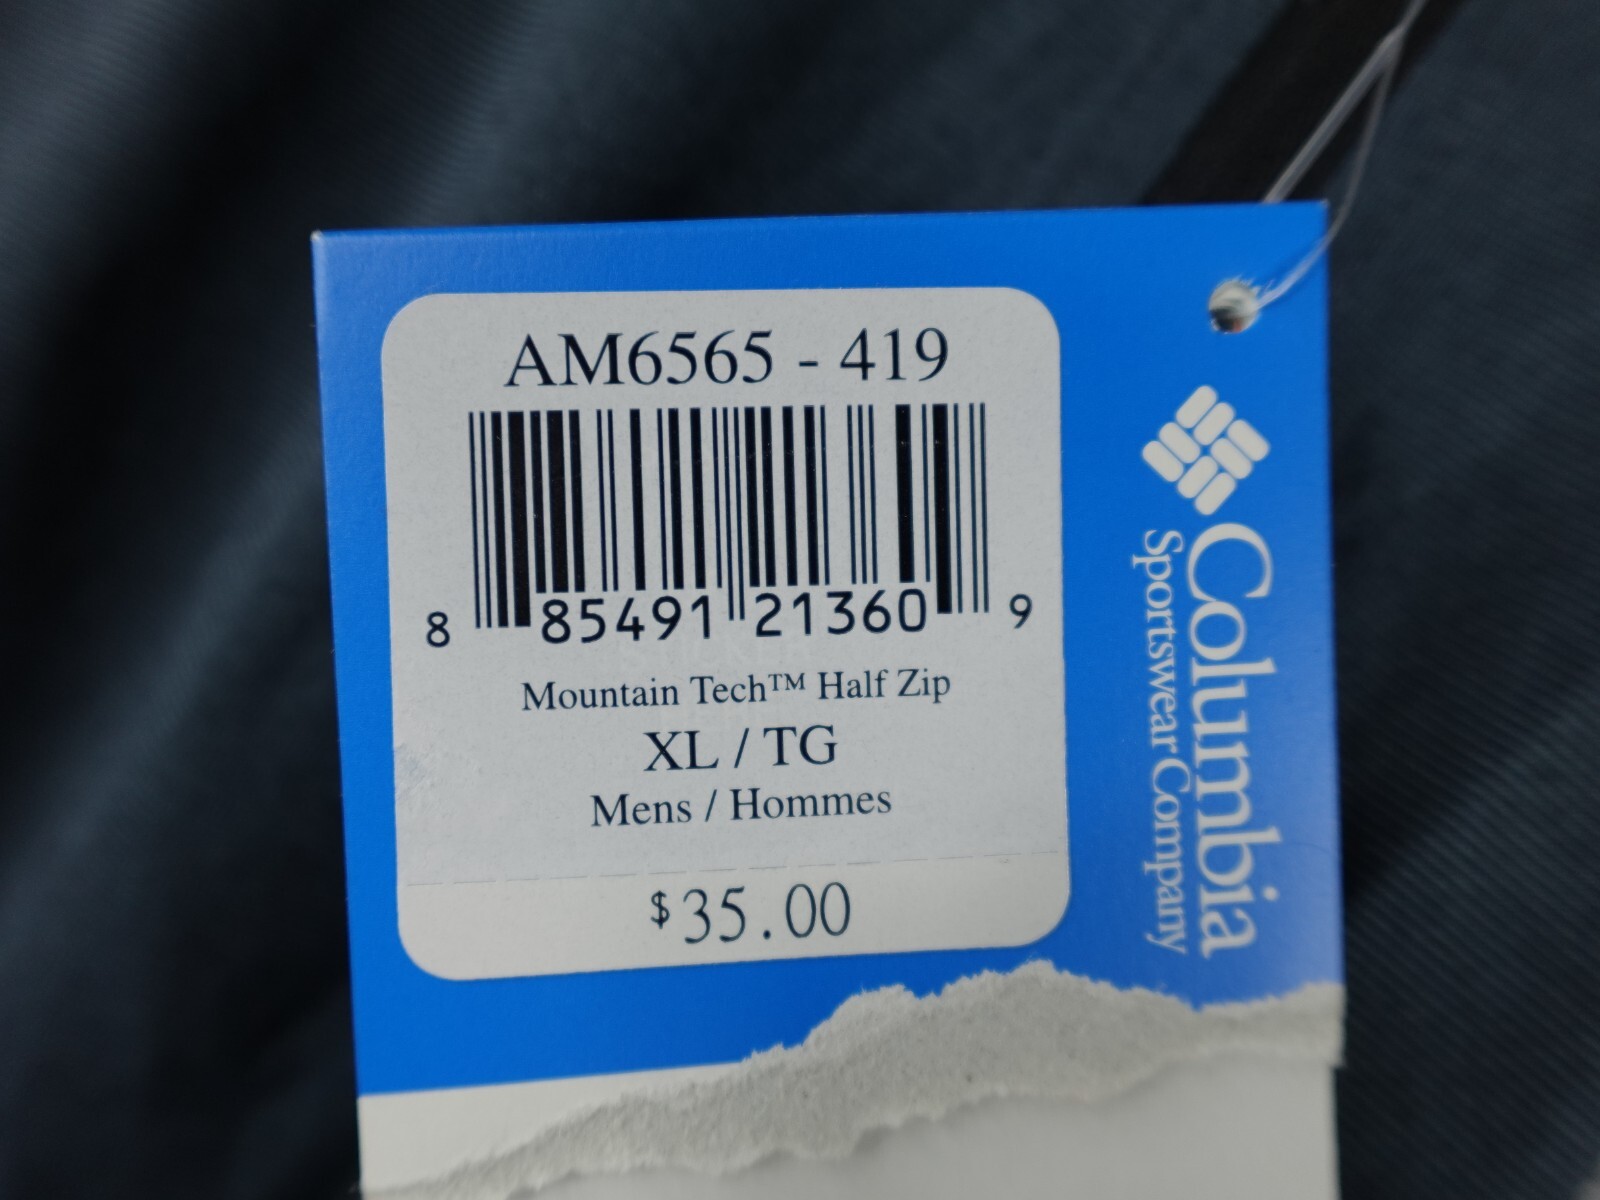 AM6565 - 419
8 85491 21360 9
Mountain Tech™ Half Zip
XL / TG
Mens / Hommes
$35.00
Columbia
Sportswear Company